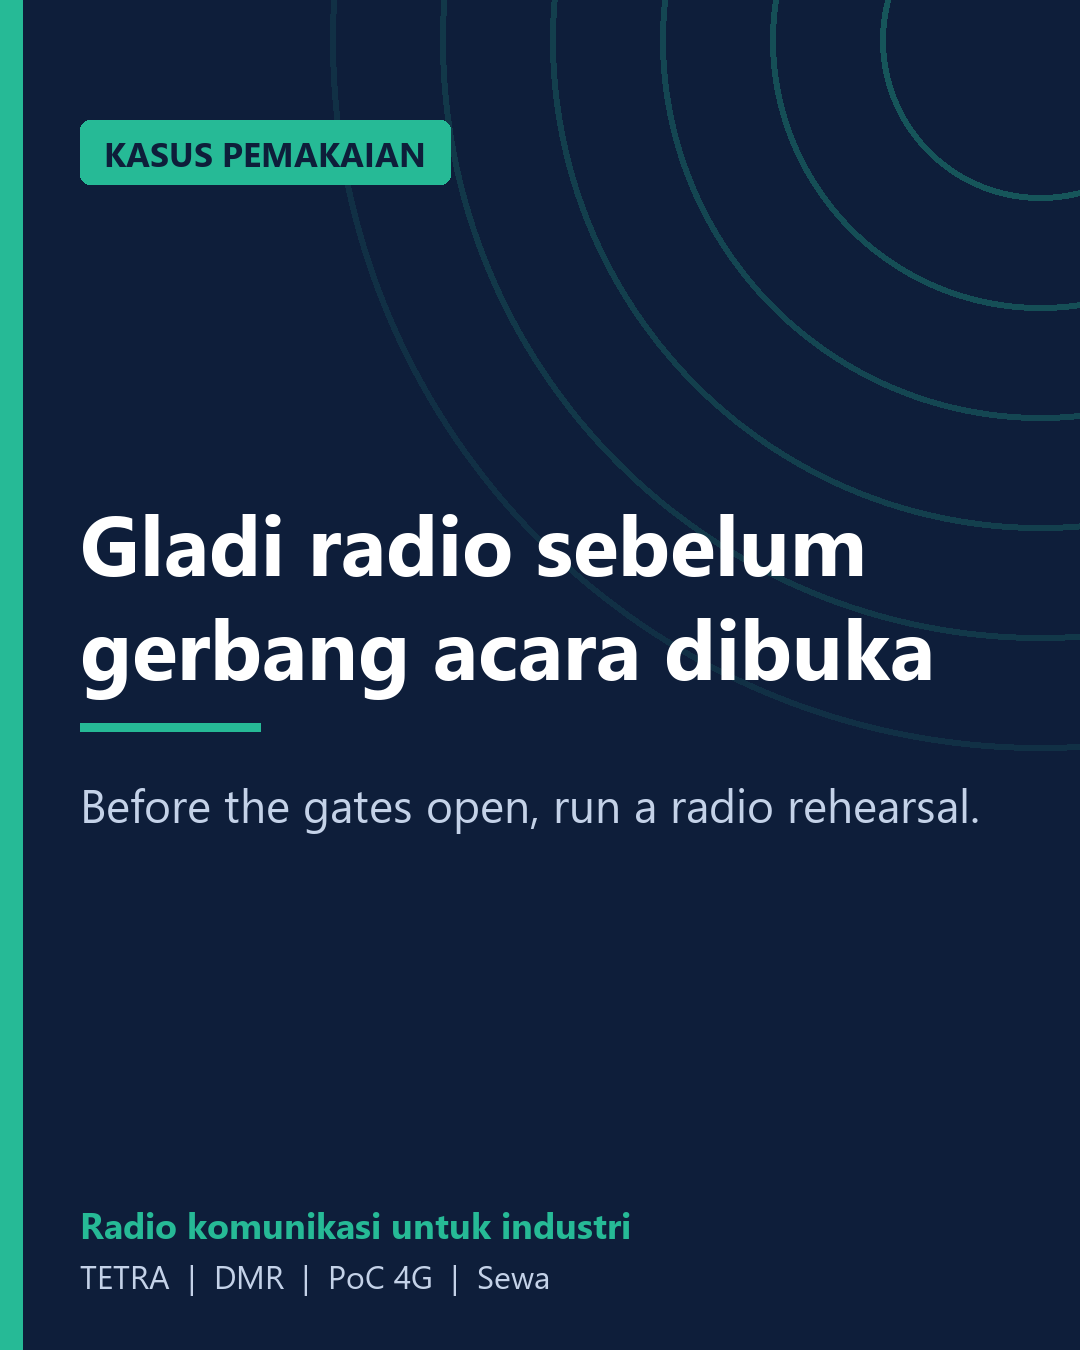 KASUS PEMAKAIAN
Gladi radio sebelum
gerbang acara dibuka
Before the gates open, run a radio rehearsal.
Radio komunikasi untuk industri
TETRA | DMR | PoC 4G | Sewa